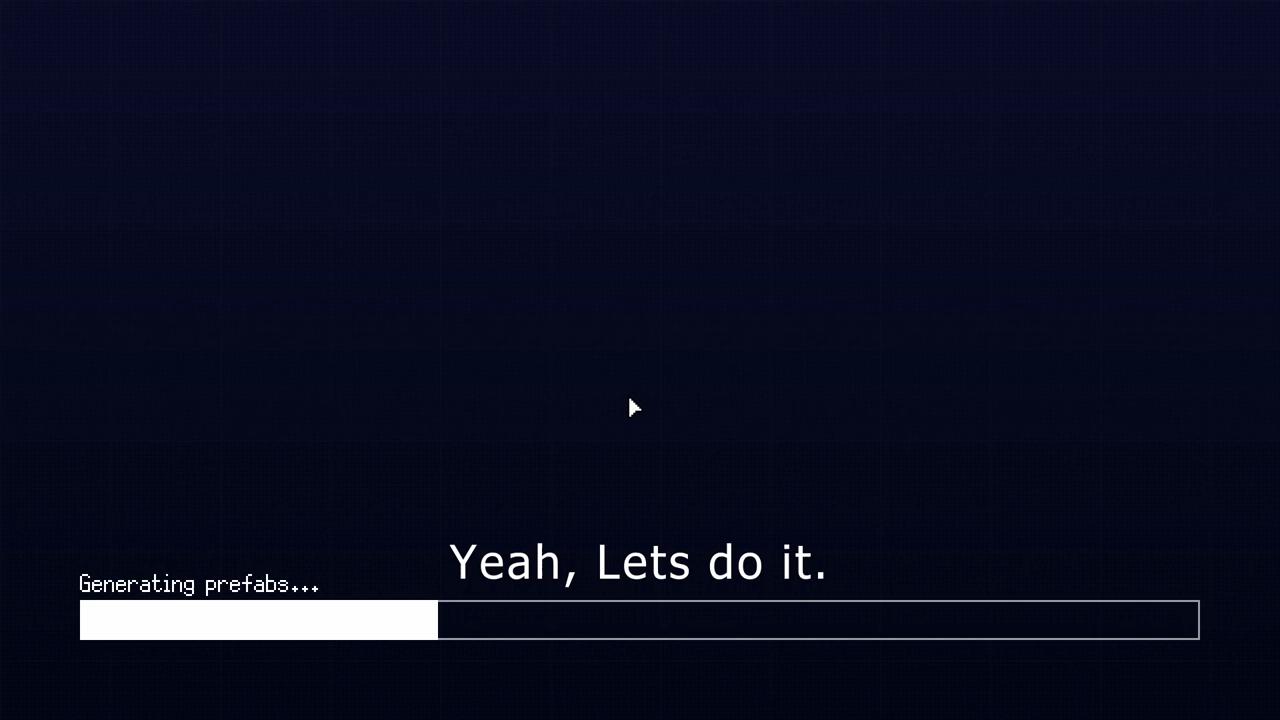 Yeah, Lets do it.
Generating prefabs...